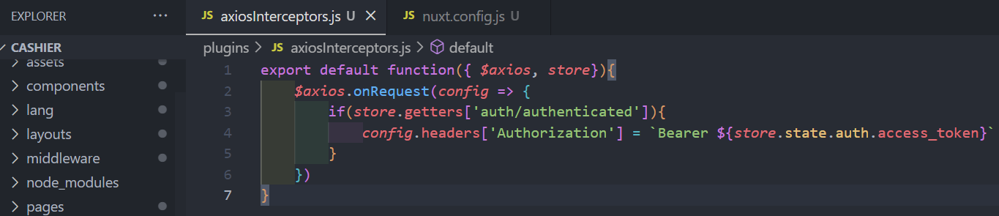 EXPLORER ...
JS axiosInterceptors.js U
JS nuxt.config.js U
CASHIER
assets
components
lang
layouts
middleware
node_modules
pages
plugins > JS axiosInterceptors.js > default
1 export default function({ $axios, store}){
2 $axios.onRequest(config => {
3 if(store.getters['auth/authenticated']){
4 config.headers['Authorization'] = `Bearer ${store.state.auth.access_token}`
5 }
6 })
7 }